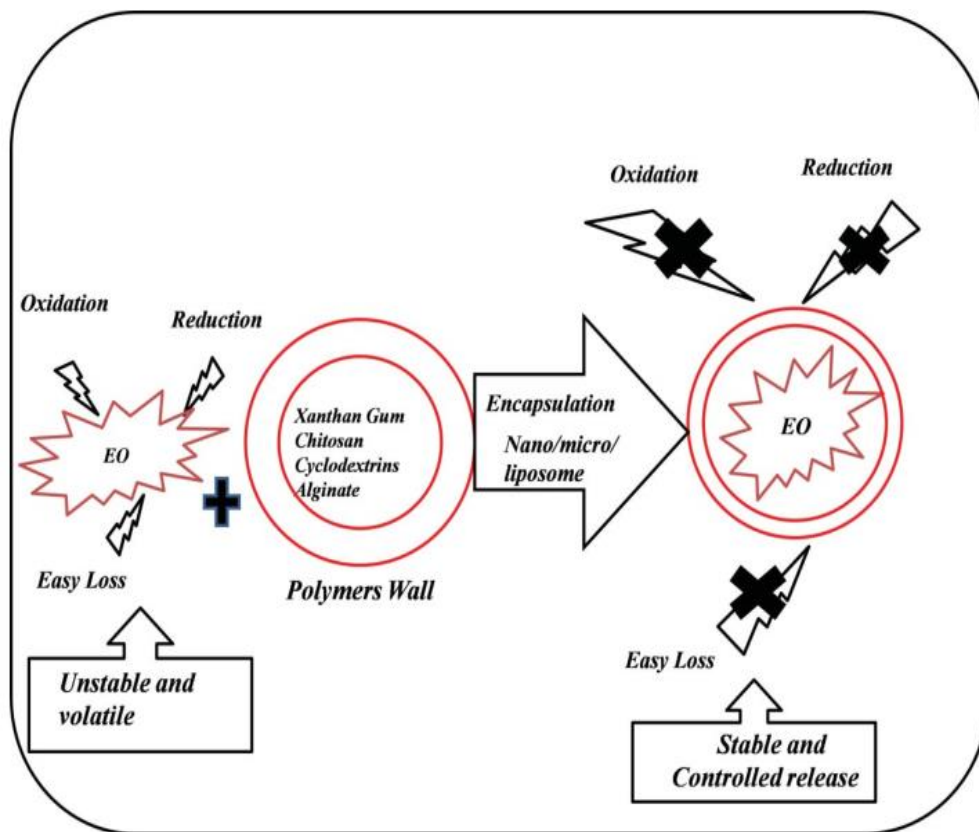 Oxidation
Reduction
EO
Easy Loss
Unstable and
volatile
Xanthan Gum
Chitosan
Cyclodextrins
Alginate
Polymers Wall
Encapsulation
Nano/micro/
liposome
Oxidation
Reduction
EO
Easy Loss
Stable and
Controlled release